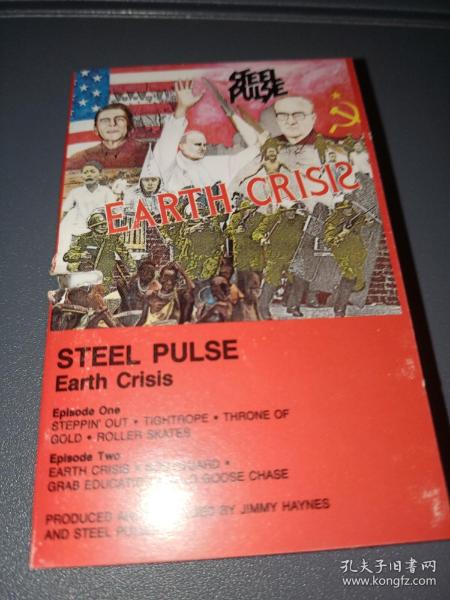 STEEL
PULSE
EARTH CRISIS
STEEL PULSE
Earth Crisis
Episode One
STEPPIN' OUT • TIGHTROPE • THRONE OF
GOLD • ROLLER SKATES
Episode Two
EARTH CRISIS •
GRAB EDUCATION GOOSE CHASE
PRODUCED BY JIMMY HAYNES
AND STEEL PULSE
孔夫子旧书网
www.kongfz.com